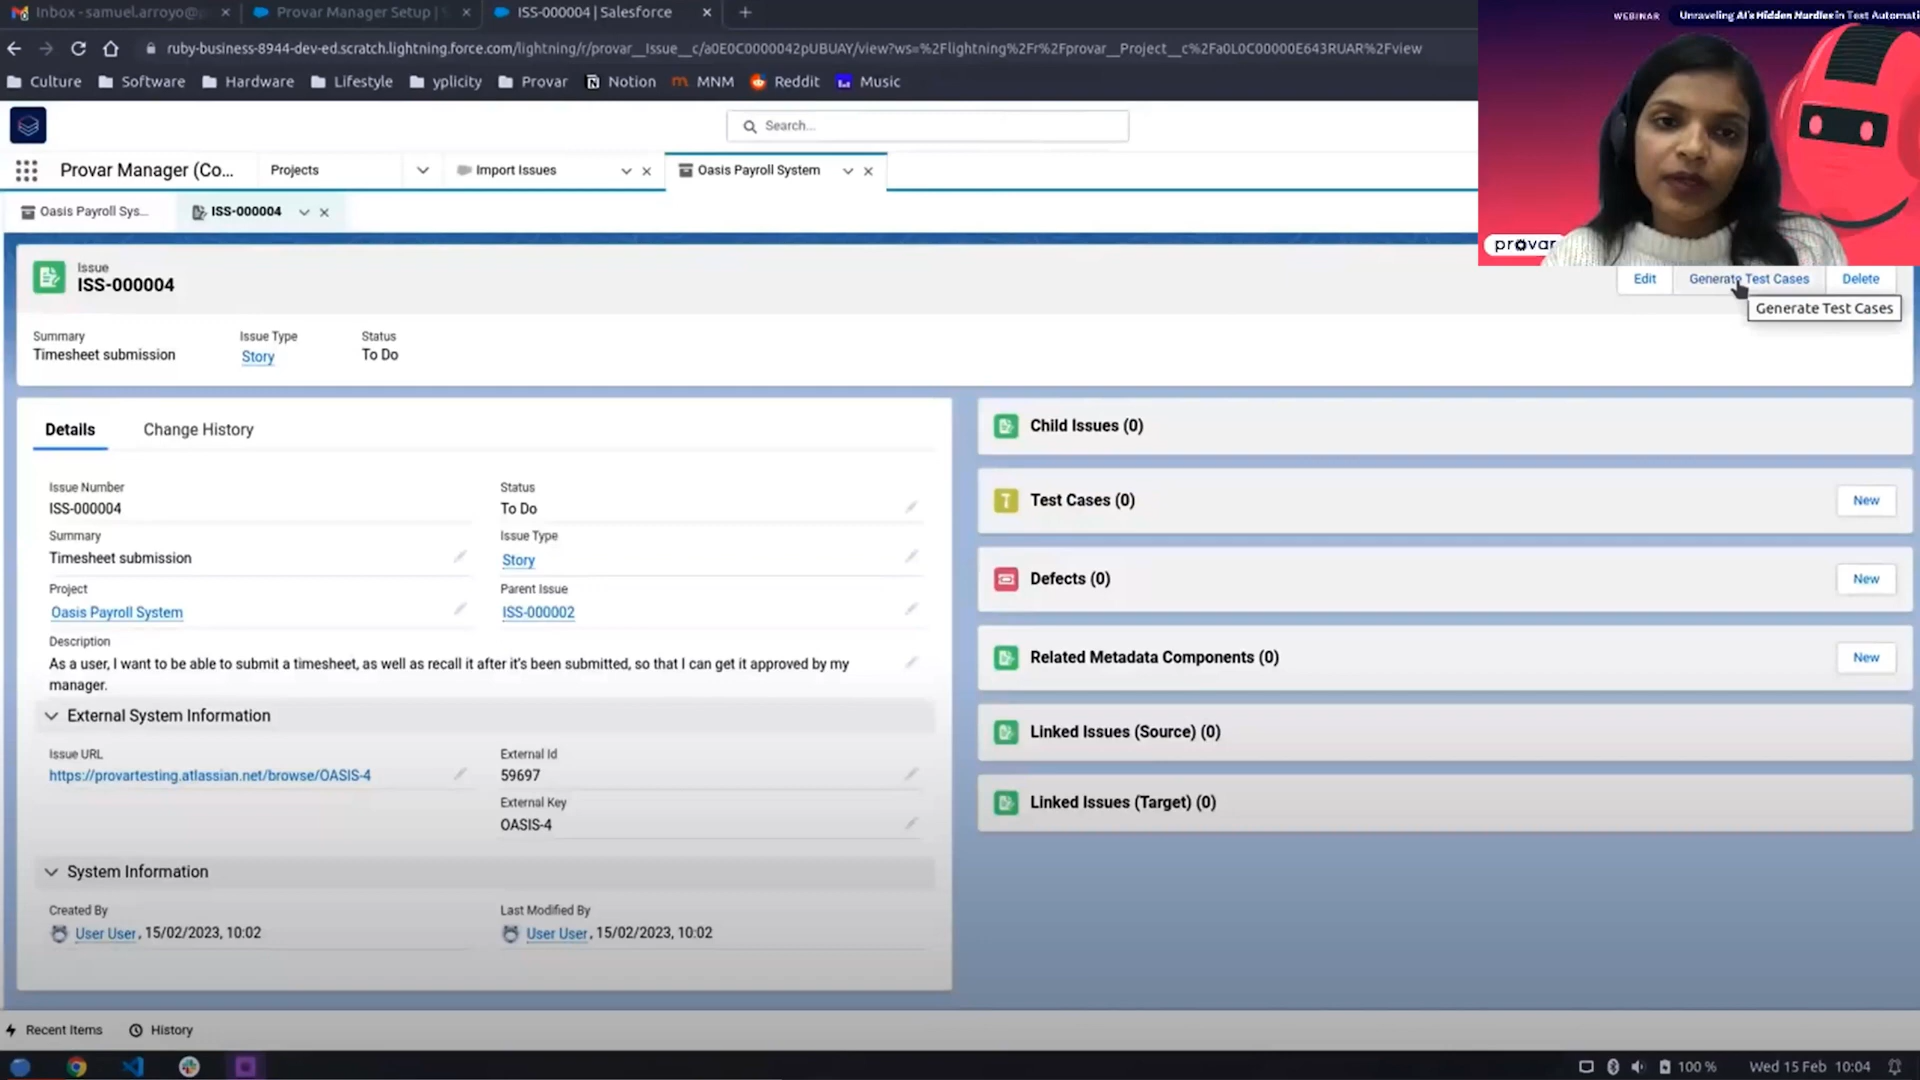 Inbox - samuel.arroyo@p
Provar Manager Setup | S
ISS-000004 | Salesforce
WEBINAR Unraveling AI's Hidden Hurdles in Test Automati
ruby-business-8944-dev-ed.scratch.lightning.force.com/lightning/r/provar__Issue__c/a0E0C0000042pUBUAY/view?ws=%2Flightning%2Fr%2Fprovar__Project__c%2Fa0L0C00000E643RUAR%2Fview
Culture Software Hardware Lifestyle yplicity Provar Notion MNM Reddit Music
Search...
Provar Manager (Co... Projects Import Issues Oasis Payroll System
Oasis Payroll Sys... ISS-000004
provar
Issue
ISS-000004
Edit Generate Test Cases Delete
Generate Test Cases
Summary Issue Type Status
Timesheet submission Story To Do
Details Change History
Issue Number
ISS-000004
Status
To Do
Summary
Timesheet submission
Issue Type
Story
Project
Oasis Payroll System
Parent Issue
ISS-000002
Description
As a user, I want to be able to submit a timesheet, as well as recall it after it's been submitted, so that I can get it approved by my
manager.
External System Information
Issue URL
https://provartesting.atlassian.net/browse/OASIS-4
External Id
59697
External Key
OASIS-4
System Information
Created By
User User, 15/02/2023, 10:02
Last Modified By
User User, 15/02/2023, 10:02
Child Issues (0)
Test Cases (0) New
Defects (0) New
Related Metadata Components (0) New
Linked Issues (Source) (0)
Linked Issues (Target) (0)
Recent Items History
100 % Wed 15 Feb 10:04